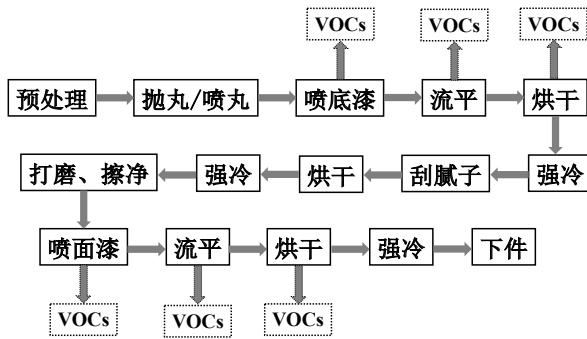 VOCs VOCs VOCs
预处理 抛丸/喷丸 喷底漆 流平 烘干
打磨、擦净 强冷 烘干 刮腻子 强冷
喷面漆 流平 烘干 强冷 下件
VOCs VOCs VOCs